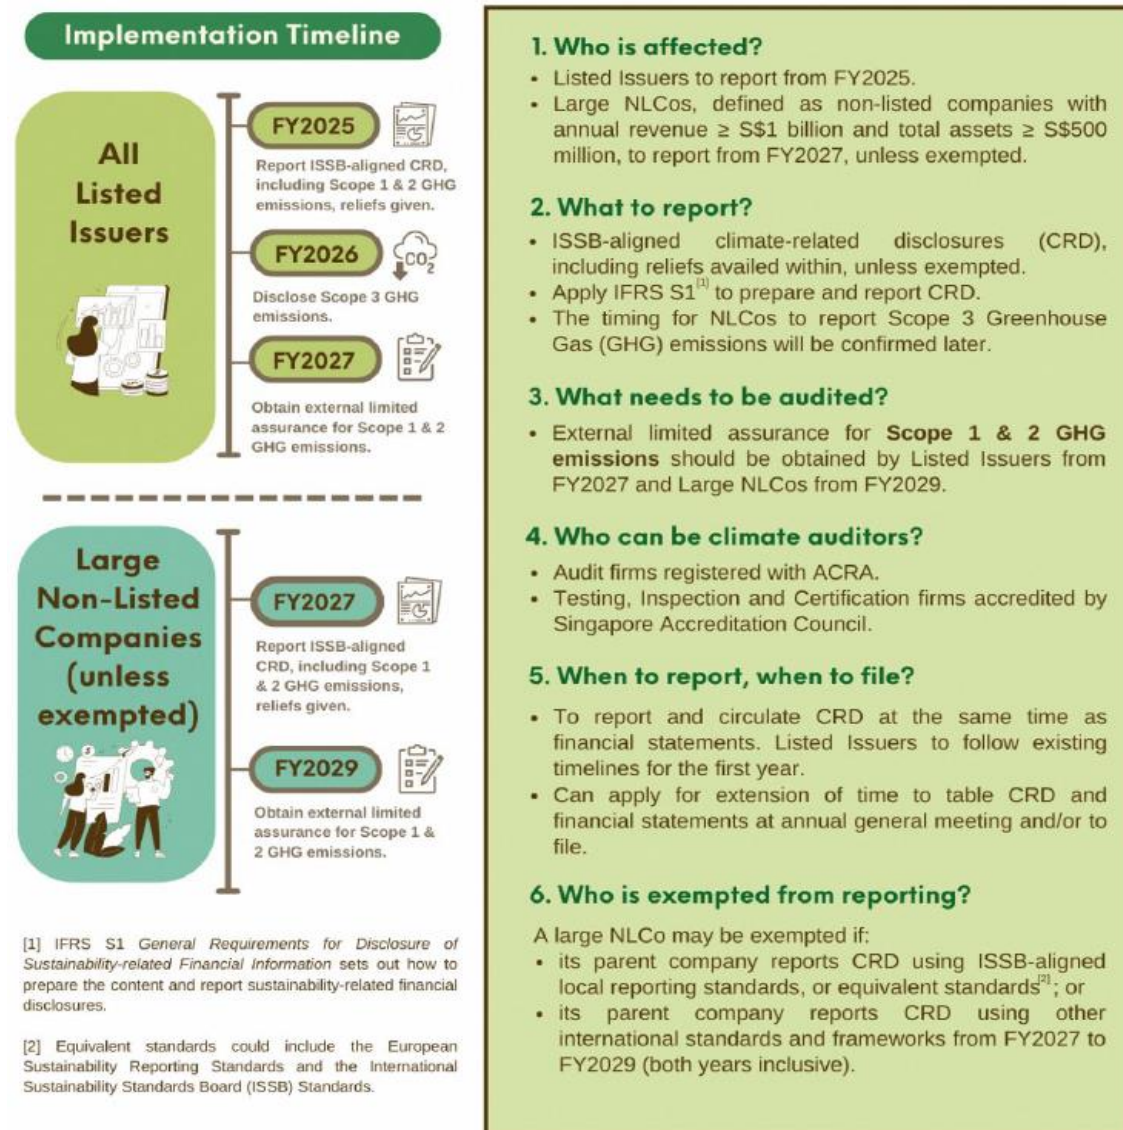 Implementation Timeline
All
Listed
Issuers
FY2025
Report ISSB-aligned CRD,
including Scope 1 & 2 GHG
emissions, reliefs given.
FY2026
CO2
Disclose Scope 3 GHG
emissions.
FY2027
Obtain external limited
assurance for Scope 1 & 2
GHG emissions.
Large
Non-Listed
Companies
(unless
exempted)
FY2027
Report ISSB-aligned
CRD, including Scope 1
& 2 GHG emissions,
reliefs given.
FY2029
Obtain external limited
assurance for Scope 1 &
2 GHG emissions.
[1] IFRS S1 General Requirements for Disclosure of
Sustainability-related Financial Information sets out how to
prepare the content and report sustainability-related financial
disclosures.
[2] Equivalent standards could include the European
Sustainability Reporting Standards and the International
Sustainability Standards Board (ISSB) Standards.
1. Who is affected?
• Listed Issuers to report from FY2025.
• Large NLCos, defined as non-listed companies with
annual revenue ≥ S$1 billion and total assets ≥ S$500
million, to report from FY2027, unless exempted.
2. What to report?
• ISSB-aligned climate-related disclosures (CRD),
including reliefs availed within, unless exempted.
• Apply IFRS S1[1] to prepare and report CRD.
• The timing for NLCos to report Scope 3 Greenhouse
Gas (GHG) emissions will be confirmed later.
3. What needs to be audited?
• External limited assurance for Scope 1 & 2 GHG
emissions should be obtained by Listed Issuers from
FY2027 and Large NLCos from FY2029.
4. Who can be climate auditors?
• Audit firms registered with ACRA.
• Testing, Inspection and Certification firms accredited by
Singapore Accreditation Council.
5. When to report, when to file?
• To report and circulate CRD at the same time as
financial statements. Listed Issuers to follow existing
timelines for the first year.
• Can apply for extension of time to table CRD and
financial statements at annual general meeting and/or to
file.
6. Who is exempted from reporting?
A large NLCo may be exempted if:
• its parent company reports CRD using ISSB-aligned
local reporting standards, or equivalent standards[2]; or
• its parent company reports CRD using other
international standards and frameworks from FY2027 to
FY2029 (both years inclusive).